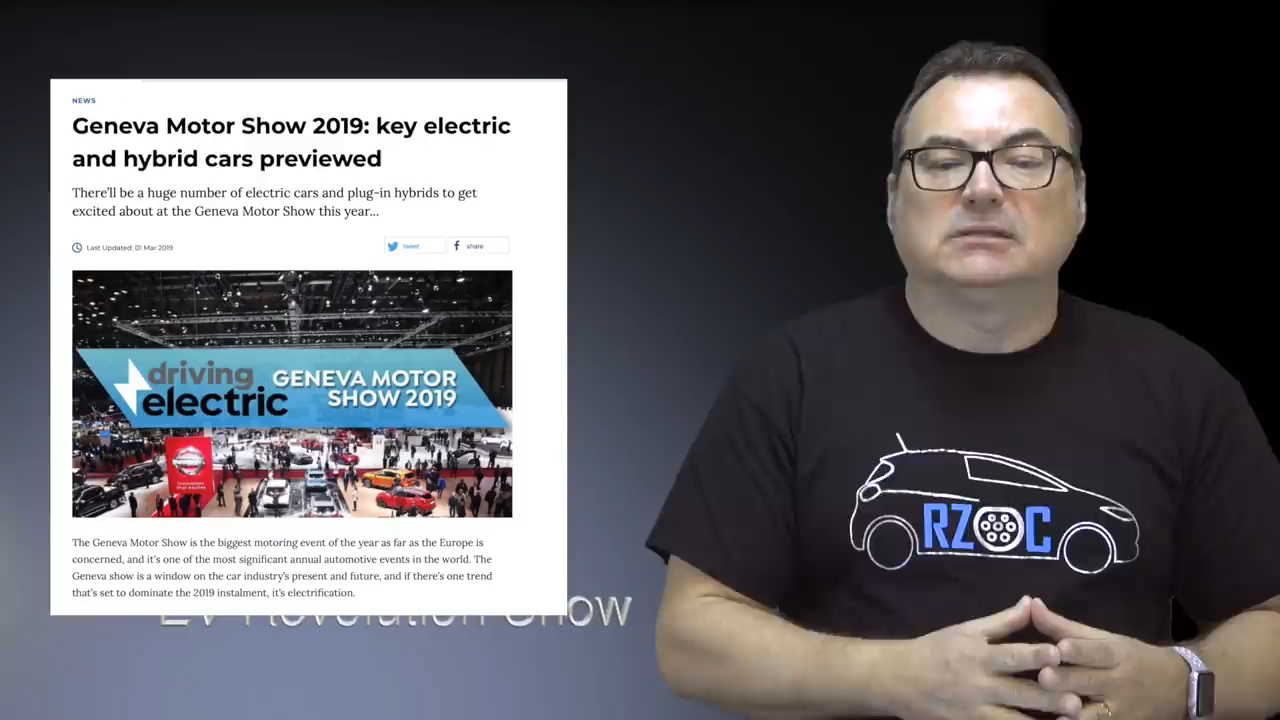 NEWS
Geneva Motor Show 2019: key electric
and hybrid cars previewed
There'll be a huge number of electric cars and plug-in hybrids to get
excited about at the Geneva Motor Show this year...
Last Updated: 01 Mar 2019
tweet
share
driving
electric
GENEVA MOTOR
SHOW 2019
The Geneva Motor Show is the biggest motoring event of the year as far as the Europe is
concerned, and it's one of the most significant annual automotive events in the world. The
Geneva show is a window on the car industry's present and future, and if there's one trend
that's set to dominate the 2019 instalment, it's electrification.
EV Revolution Show
RZ C